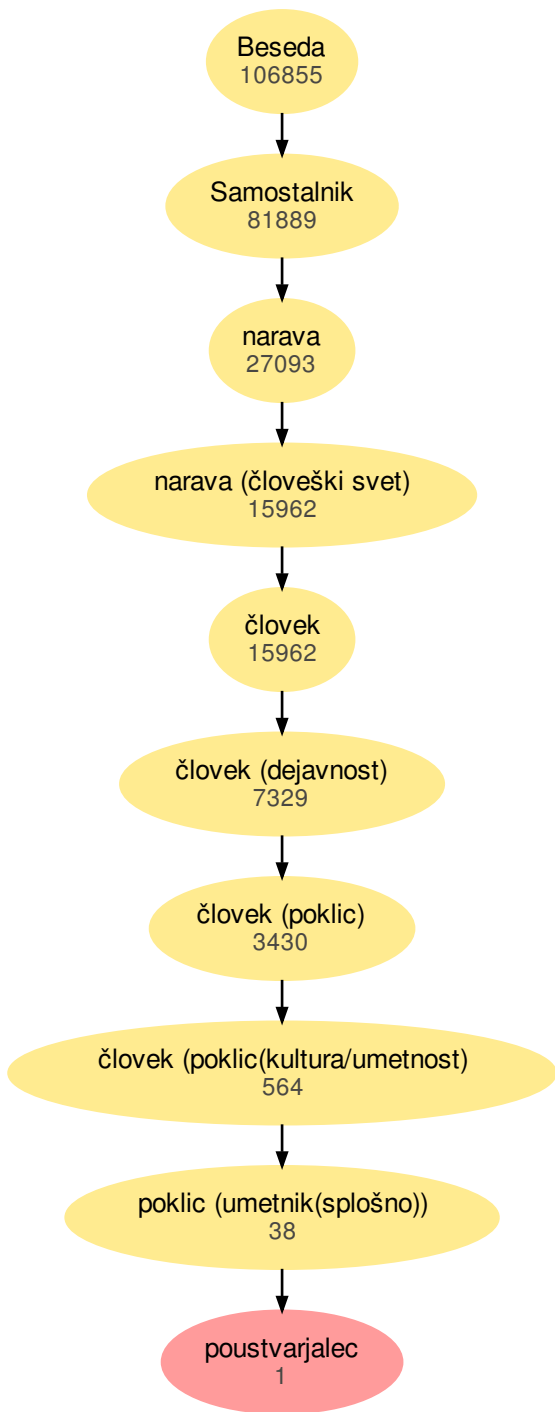 Beseda
106855
Samostalnik
81889
narava
27093
narava (človeški svet)
15962
človek
15962
človek (dejavnost)
7329
človek (poklic)
3430
človek (poklic(kultura/umetnost)
564
poklic (umetnik(splošno))
38
poustvarjalec
1